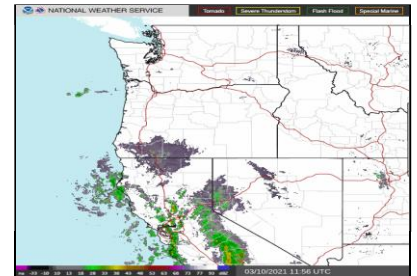 NATIONAL WEATHER SERVICE
Tornado
Severe Thunderstorm
Flash Flood
Special Marine
03/10/2021 11:56 UTC